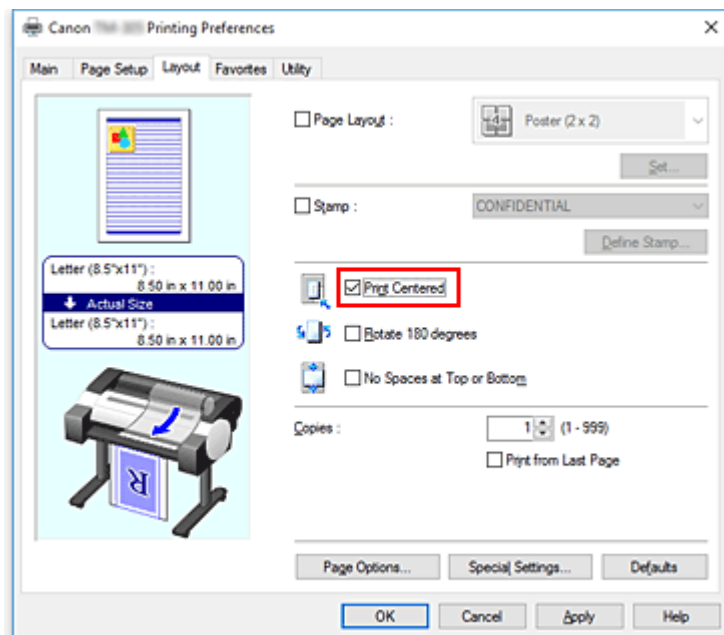 Canon Printing Preferences
Main Page Setup Layout Favorites Utility
Page Layout :
4 Poster (2 x 2)
Set...
Stamp :
CONFIDENTIAL
Define Stamp...
Letter (8.5"x11") :
8.50 in x 11.00 in
Actual Size
Letter (8.5"x11") :
8.50 in x 11.00 in
Print Centered
Rotate 180 degrees
No Spaces at Top or Bottom
Copies :
1 (1 - 999)
Print from Last Page
R
Page Options... Special Settings... Defaults
OK Cancel Apply Help